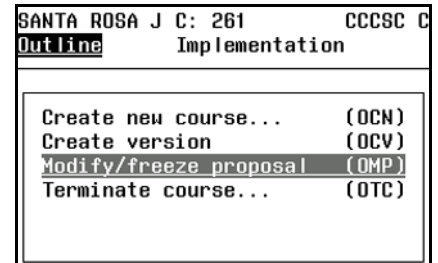 SANTA ROSA J C: 261 CCCSC C
Outline Implementation
Create new course... (OCN)
Create version (OCV)
Modify/freeze proposal (OMP)
Terminate course... (OTC)